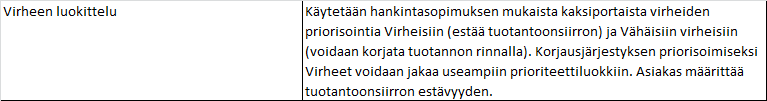 Virheen luokittelu
Käytetään hankintasopimuksen mukaista kaksiportaista virheiden
priorisointia Virheisiin (estää tuotantoonsiirron) ja Vähäisiin virheisiin
(voidaan korjata tuotannon rinnalla). Korjausjärjestyksen priorisoimiseksi
Virheet voidaan jakaa useampiin prioriteettiluokkiin. Asiakas määrittää
tuotantoonsiirron estävyyden.